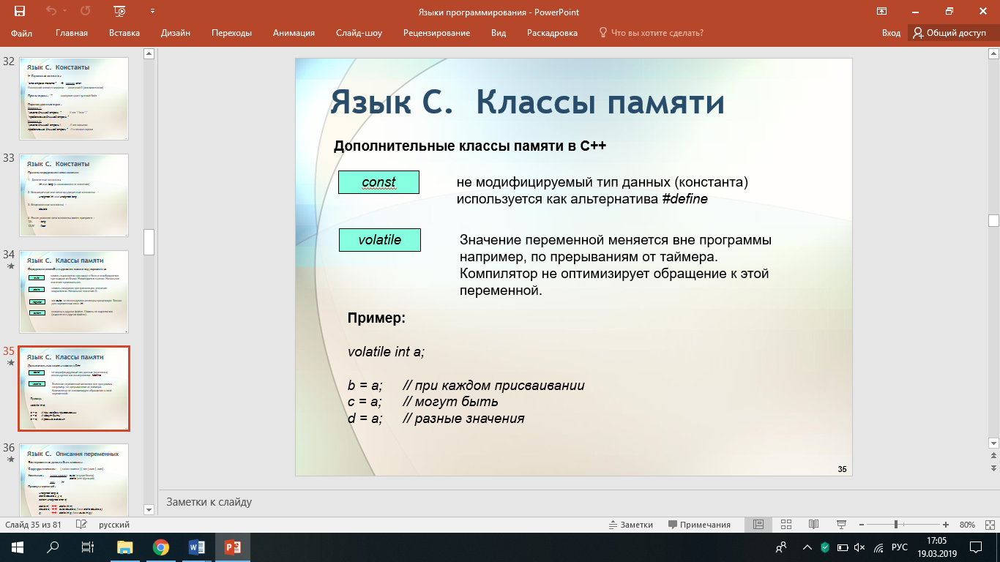 Языки программирования - PowerPoint
Файл Главная Вставка Дизайн Переходы Анимация Слайд-шоу Рецензирование Вид Раскадровка Что вы хотите сделать? Вход Общий доступ
32
Язык C. Константы
33
Язык C. Константы
34
Язык C. Классы памяти
35
Язык C. Классы памяти
36
Язык C. Описания переменных
Язык C. Классы памяти
Дополнительные классы памяти в C++
const
не модифицируемый тип данных (константа)
используется как альтернатива #define
volatile
Значение переменной меняется вне программы
например, по прерываниям от таймера.
Компилятор не оптимизирует обращение к этой
переменной.
Пример:
volatile int a;
b = a; // при каждом присваивании
c = a; // могут быть
d = a; // разные значения
35
Заметки к слайду
Слайд 35 из 81 русский Заметки Примечания 80%
РУС
17:05
19.03.2019